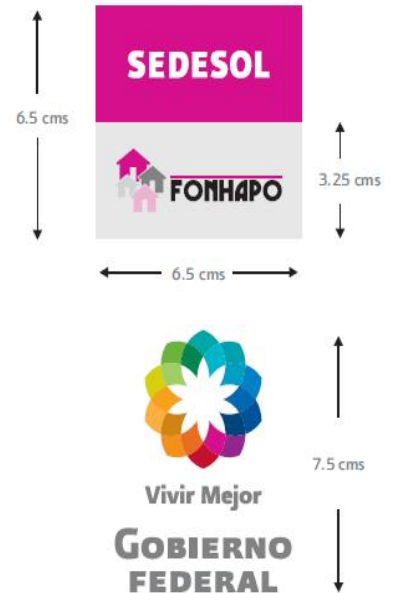 SEDESOL
6.5 cms
FONHAPO
3.25 cms
6.5 cms
7.5 cms
Vivir Mejor
GOBIERNO
FEDERAL